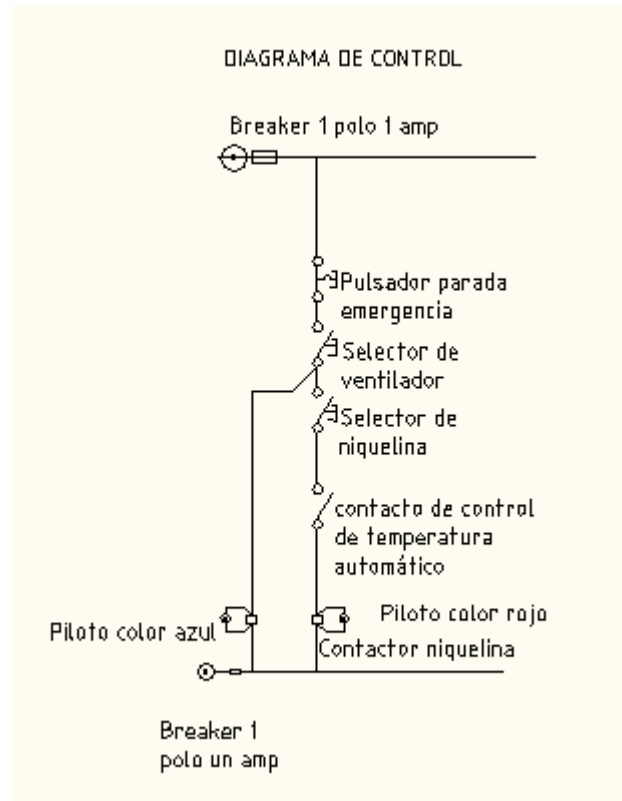 DIAGRAMA DE CONTROL
Breaker 1 polo 1 amp
Pulsador parada
emergencia
Selector de
ventilador
Selector de
niquelina
contacto de control
de temperatura
automático
Piloto color azul
Piloto color rojo
Contactor niquelina
Breaker 1
polo un amp